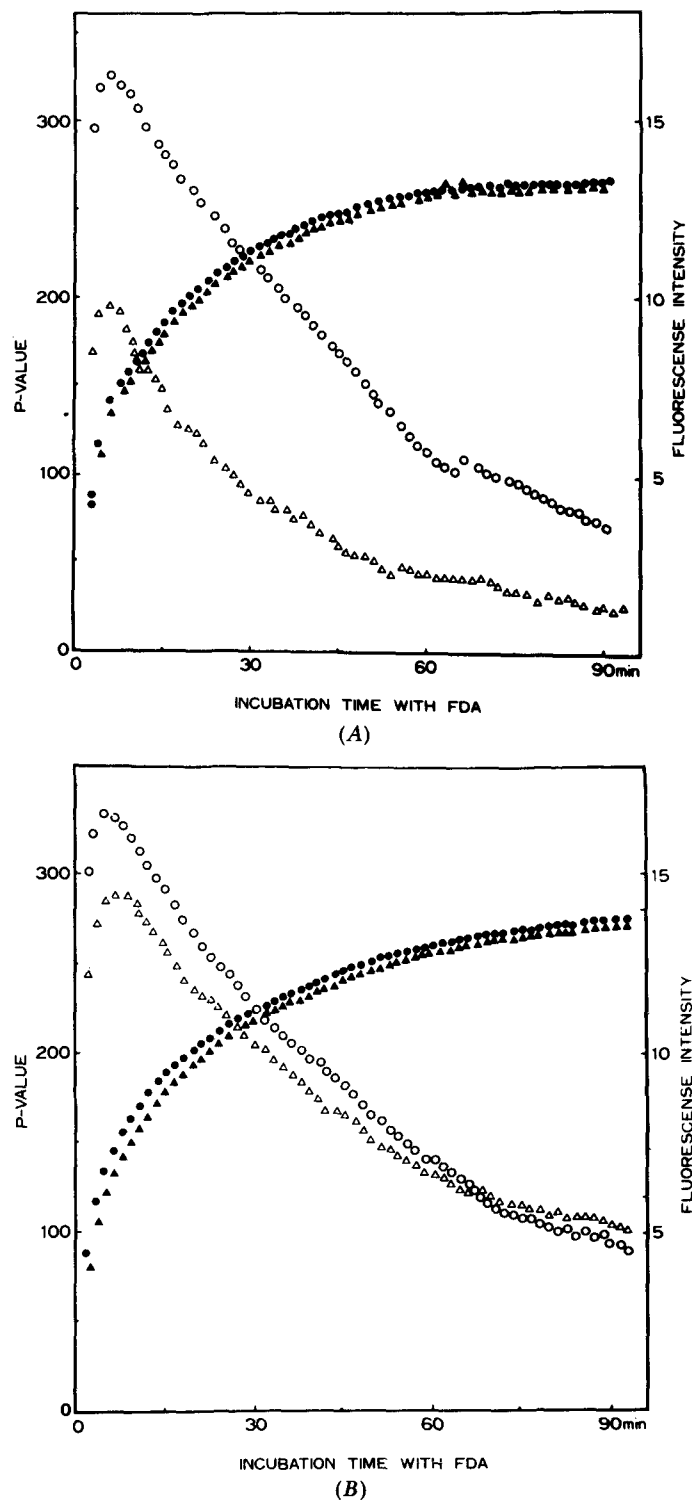 300
200
100
0
P-VALUE
15
10
5
FLUORESCENSE INTENSITY
0
30
60
90min
INCUBATION TIME WITH FDA
(A)
300
200
100
0
P-VALUE
15
10
5
FLUORESCENSE INTENSITY
0
30
60
90min
INCUBATION TIME WITH FDA
(B)